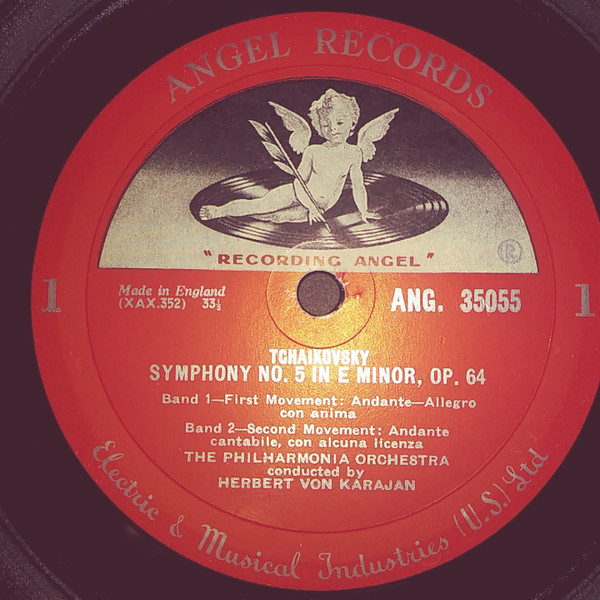 ANGEL RECORDS
"RECORDING ANGEL"
®
Made in England
(XAX.352) 33⅓
ANG. 35055
1
1
TCHAIKOVSKY
SYMPHONY NO. 5 IN E MINOR, OP. 64
Band 1—First Movement: Andante—Allegro
con anima
Band 2—Second Movement: Andante
cantabile, con alcuna licenza
THE PHILHARMONIA ORCHESTRA
conducted by
HERBERT VON KARAJAN
Electric & Musical Industries (U.S.) Ltd